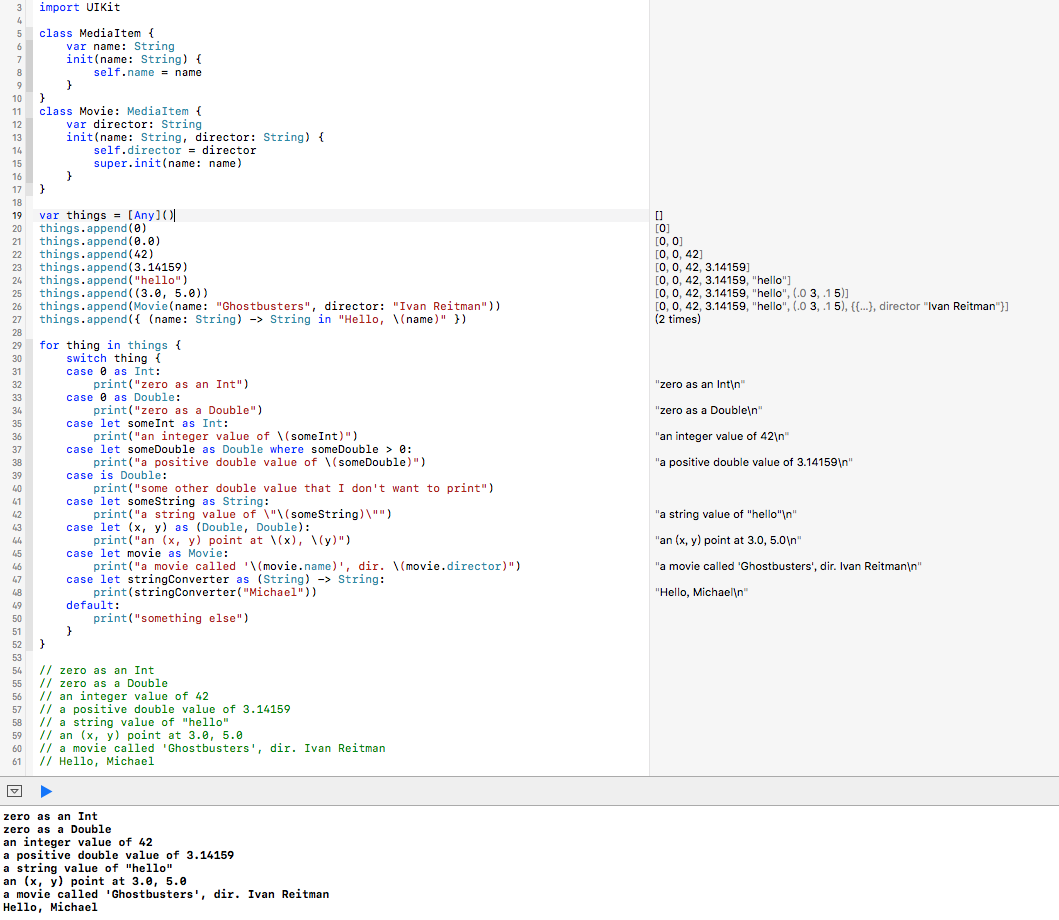 3 import UIKit
4
5 class MediaItem {
6     var name: String
7     init(name: String) {
8         self.name = name
9     }
10 }
11 class Movie: MediaItem {
12     var director: String
13     init(name: String, director: String) {
14         self.director = director
15         super.init(name: name)
16     }
17 }
18
19 var things = [Any]() []
20 things.append(0) [0]
21 things.append(0.0) [0, 0]
22 things.append(42) [0, 0, 42]
23 things.append(3.14159) [0, 0, 42, 3.14159]
24 things.append("hello") [0, 0, 42, 3.14159, "hello"]
25 things.append((3.0, 5.0)) [0, 0, 42, 3.14159, "hello", (.0 3, .1 5)]
26 things.append(Movie(name: "Ghostbusters", director: "Ivan Reitman")) [0, 0, 42, 3.14159, "hello", (.0 3, .1 5), {{...}, director "Ivan Reitman"}]
27 things.append({ (name: String) -> String in "Hello, \(name)" }) (2 times)
28
29 for thing in things {
30     switch thing {
31     case 0 as Int:
32         print("zero as an Int") "zero as an Int\n"
33     case 0 as Double:
34         print("zero as a Double") "zero as a Double\n"
35     case let someInt as Int:
36         print("an integer value of \(someInt)") "an integer value of 42\n"
37     case let someDouble as Double where someDouble > 0:
38         print("a positive double value of \(someDouble)") "a positive double value of 3.14159\n"
39     case is Double:
40         print("some other double value that I don't want to print")
41     case let someString as String:
42         print("a string value of \"\(someString)\"") "a string value of "hello"\n"
43     case let (x, y) as (Double, Double):
44         print("an (x, y) point at \(x), \(y)") "an (x, y) point at 3.0, 5.0\n"
45     case let movie as Movie:
46         print("a movie called '\(movie.name)', dir. \(movie.director)") "a movie called 'Ghostbusters', dir. Ivan Reitman\n"
47     case let stringConverter as (String) -> String:
48         print(stringConverter("Michael")) "Hello, Michael\n"
49     default:
50         print("something else")
51     }
52 }
53
54 // zero as an Int
55 // zero as a Double
56 // an integer value of 42
57 // a positive double value of 3.14159
58 // a string value of "hello"
59 // an (x, y) point at 3.0, 5.0
60 // a movie called 'Ghostbusters', dir. Ivan Reitman
61 // Hello, Michael
zero as an Int
zero as a Double
an integer value of 42
a positive double value of 3.14159
a string value of "hello"
an (x, y) point at 3.0, 5.0
a movie called 'Ghostbusters', dir. Ivan Reitman
Hello, Michael